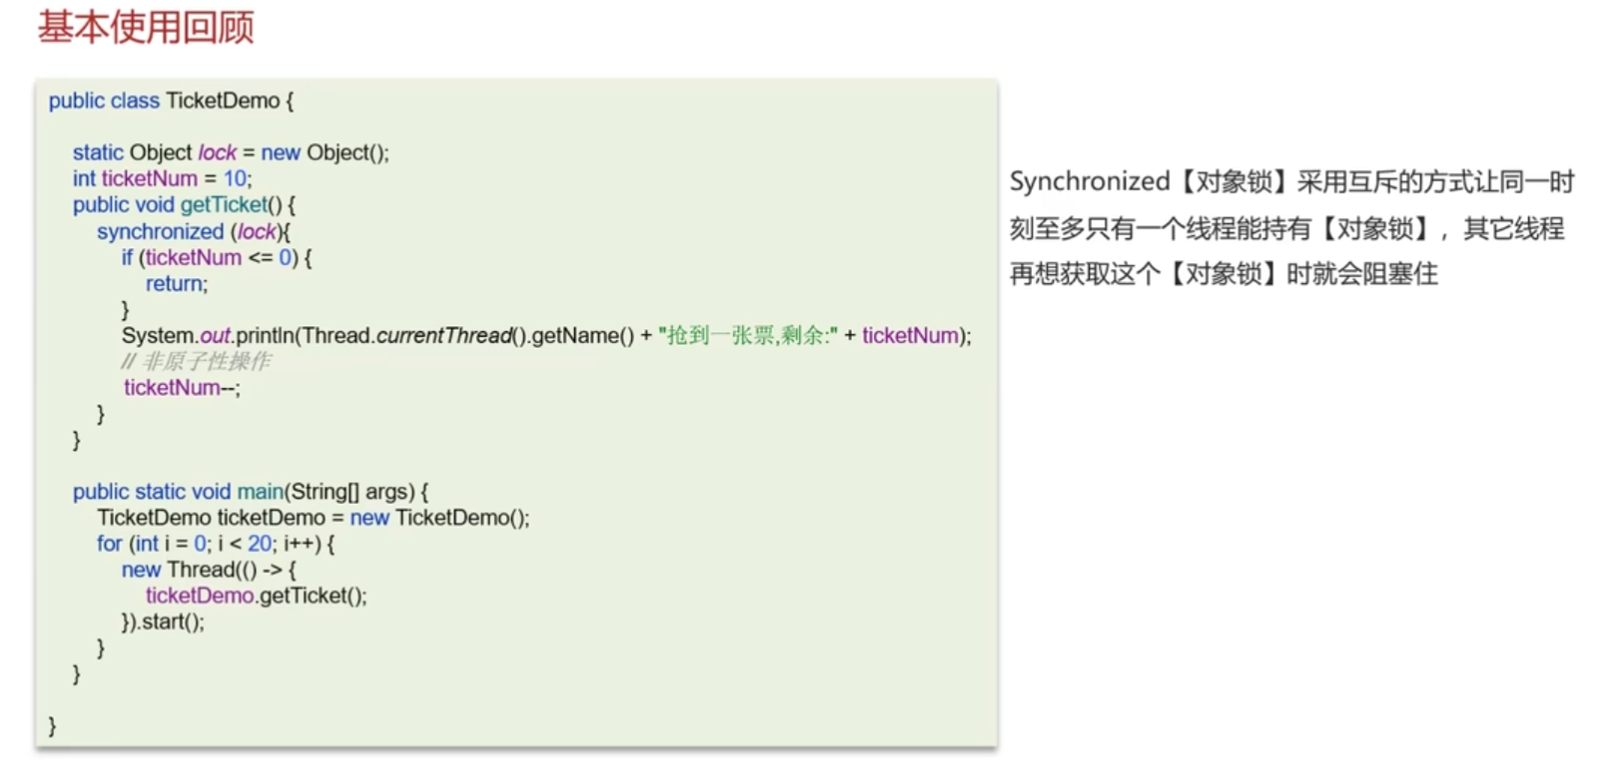 基本使用回顾
public class TicketDemo {
static Object lock = new Object();
int ticketNum = 10;
public void getTicket() {
synchronized (lock){
if (ticketNum <= 0) {
return;
}
System.out.println(Thread.currentThread().getName() + "抢到一张票,剩余:" + ticketNum);
// 非原子性操作
ticketNum--;
}
}
public static void main(String[] args) {
TicketDemo ticketDemo = new TicketDemo();
for (int i = 0; i < 20; i++) {
new Thread(() -> {
ticketDemo.getTicket();
}).start();
}
}
}
Synchronized【对象锁】采用互斥的方式让同一时
刻至多只有一个线程能持有【对象锁】，其它线程
再想获取这个【对象锁】时就会阻塞住